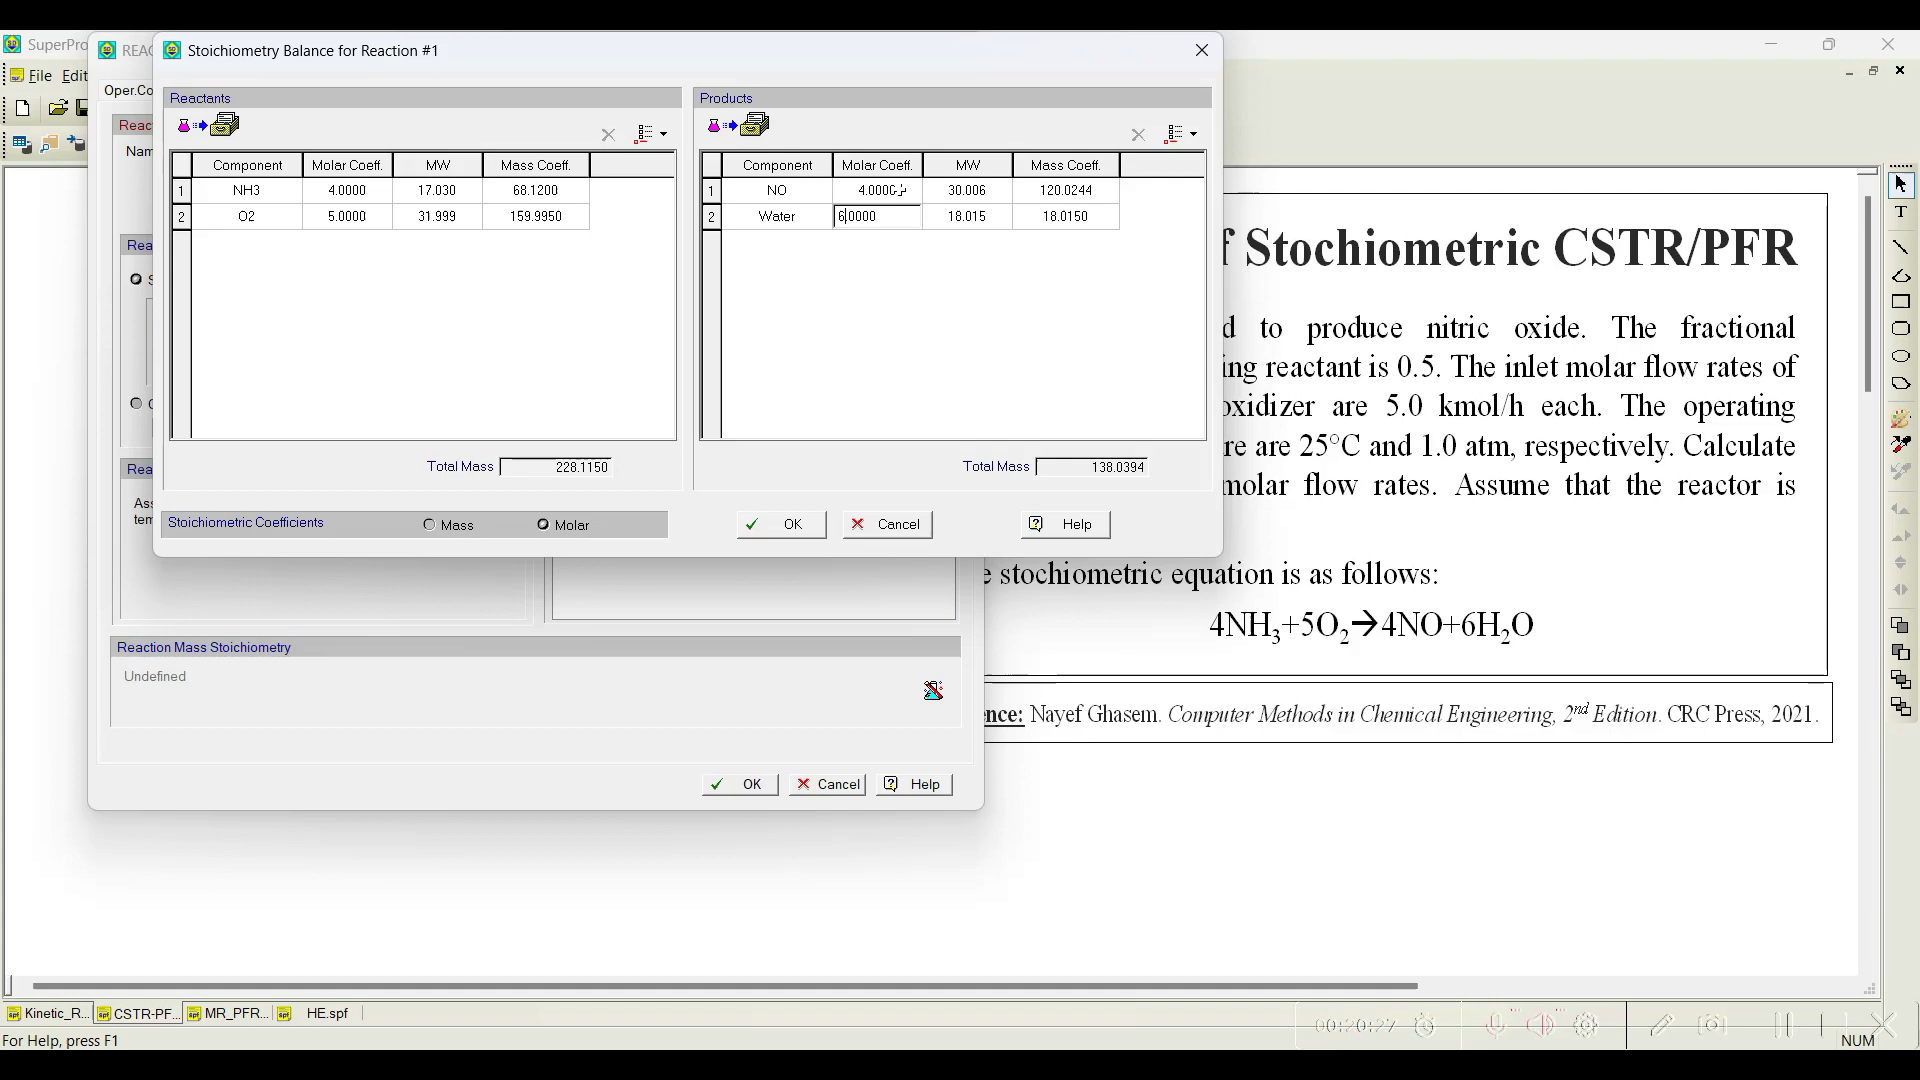 SuperPro
REAC
Stoichiometry Balance for Reaction #1
File Edit
Oper.Co
Reactants
Products
Reac
Nam
Component Molar Coeff. MW Mass Coeff.
1 NH3 4.0000 17.030 68.1200
2 O2 5.0000 31.999 159.9950
Component Molar Coeff. MW Mass Coeff.
1 NO 4.0000 30.006 120.0244
2 Water 6.0000 18.015 18.0150
Rea
S
C
Total Mass 228.1150
Total Mass 138.0394
Rea
Ass
tem
Stoichiometric Coefficients Mass Molar
OK Cancel Help
f Stochiometric CSTR/PFR
d to produce nitric oxide. The fractional
ing reactant is 0.5. The inlet molar flow rates of
oxidizer are 5.0 kmol/h each. The operating
re are 25°C and 1.0 atm, respectively. Calculate
molar flow rates. Assume that the reactor is
e stochiometric equation is as follows:
4NH₃+5O₂→4NO+6H₂O
Reaction Mass Stoichiometry
Undefined
ence: Nayef Ghasem. Computer Methods in Chemical Engineering, 2nd Edition. CRC Press, 2021.
OK Cancel Help
Kinetic_R... CSTR-PF... MR_PFR... HE.spf
00:20:27
For Help, press F1
NUM